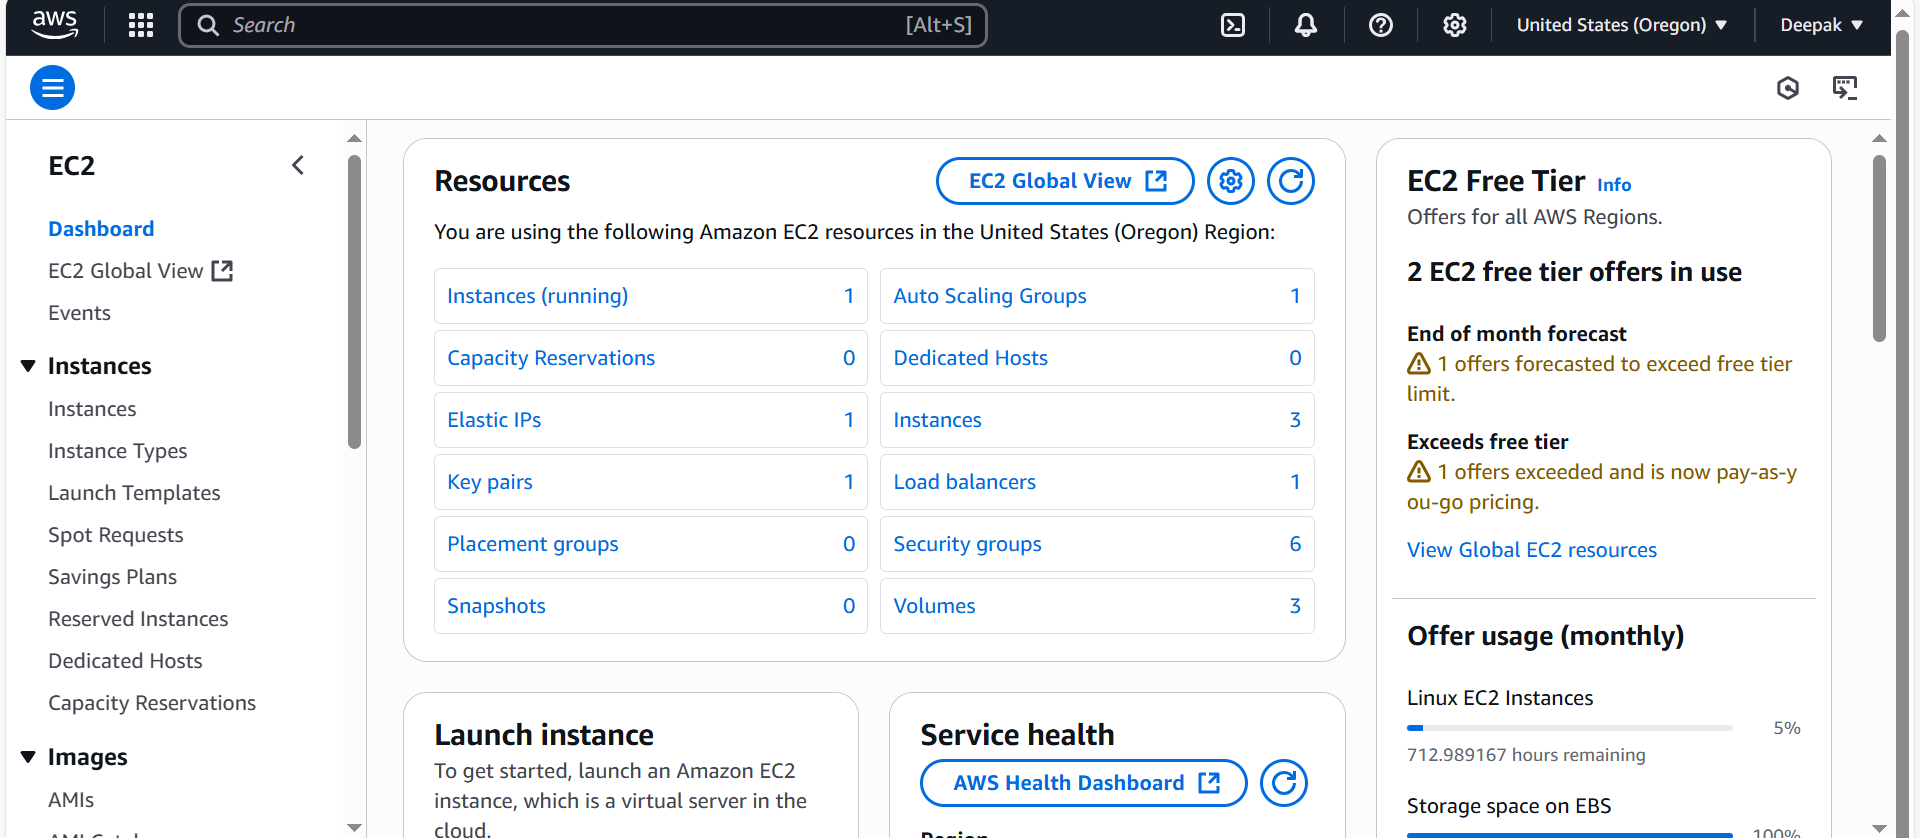 aws
Search [Alt+S]
United States (Oregon)
Deepak
EC2
Dashboard
EC2 Global View
Events
Instances
Instances
Instance Types
Launch Templates
Spot Requests
Savings Plans
Reserved Instances
Dedicated Hosts
Capacity Reservations
Images
AMIs
Resources
EC2 Global View
You are using the following Amazon EC2 resources in the United States (Oregon) Region:
Instances (running) 1
Auto Scaling Groups 1
Capacity Reservations 0
Dedicated Hosts 0
Elastic IPs 1
Instances 3
Key pairs 1
Load balancers 1
Placement groups 0
Security groups 6
Snapshots 0
Volumes 3
Launch instance
To get started, launch an Amazon EC2
instance, which is a virtual server in the
cloud.
Service health
AWS Health Dashboard
Region
EC2 Free Tier Info
Offers for all AWS Regions.
2 EC2 free tier offers in use
End of month forecast
1 offers forecasted to exceed free tier
limit.
Exceeds free tier
1 offers exceeded and is now pay-as-y
ou-go pricing.
View Global EC2 resources
Offer usage (monthly)
Linux EC2 Instances
5%
712.989167 hours remaining
Storage space on EBS
100%